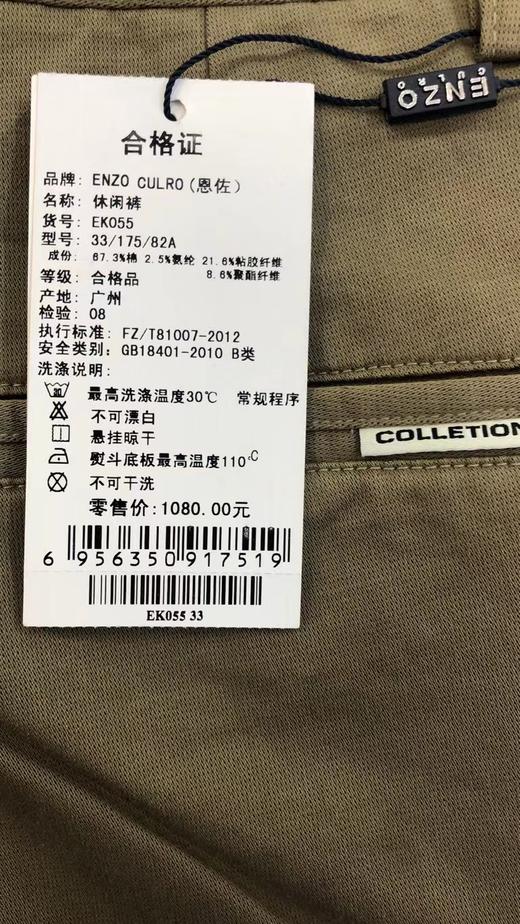 合格证
品牌: ENZO CULRO(恩佐)
名称: 休闲裤
货号: EK055
型号: 33/175/82A
成份: 67.3%棉 2.5%氨纶 21.6%粘胶纤维
8.6%聚酯纤维
等级: 合格品
产地: 广州
检验: 08
执行标准: FZ/T81007-2012
安全类别: GB18401-2010 B类
洗涤说明:
30
最高洗涤温度30℃ 常规程序
不可漂白
悬挂晾干
熨斗底板最高温度110℃
不可干洗
零售价:1080.00元
6 956350 917519
EK055 33
ENZO
CULRO
COLLETION